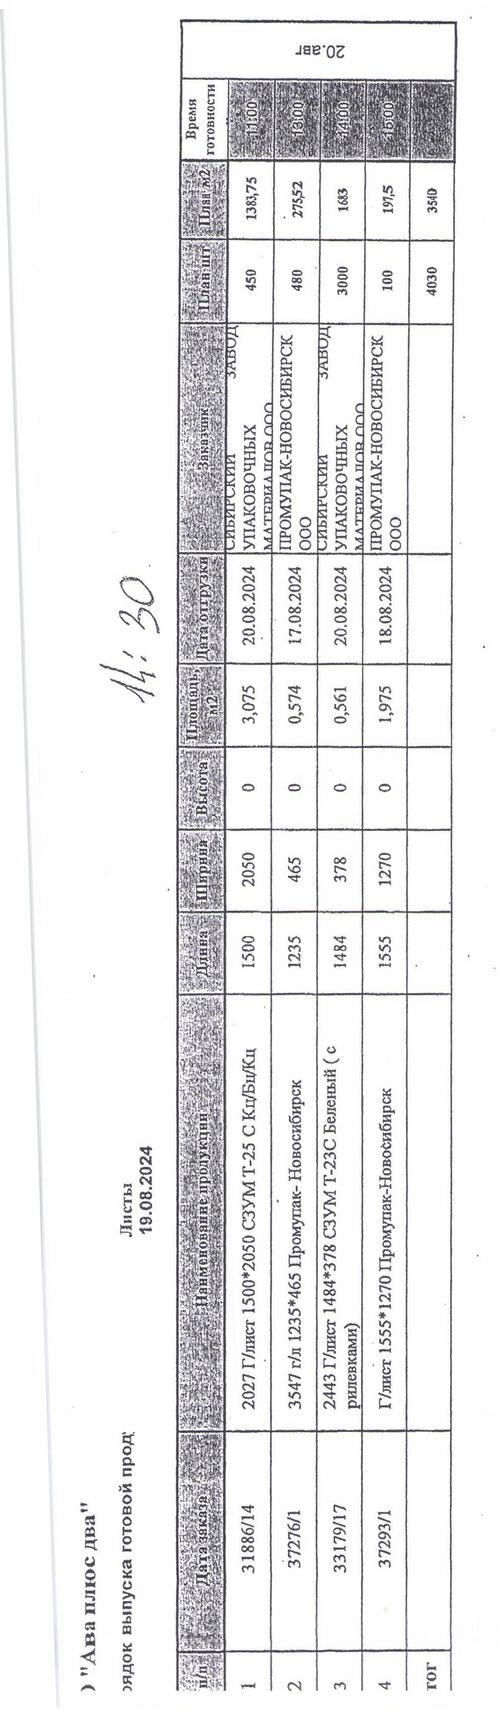 ) "Ава плюс два"
рядок выпуска готовой прод
Листы
19.08.2024
14:30
п/п Дата заказа Наименование продукции Длина Ширина Высота Площадь, м2 Дата отгрузки Заказчик План шт План м2 Время готовности
1 31886/14 2027 Г/лист 1500*2050 СЗУМ Т-25 С Кц/Бц/Кц 1500 2050 0 3,075 20.08.2024 СИБИРСКИЙ ЗАВОД УПАКОВОЧНЫХ МАТЕРИАЛОВ ООО 450 1383,75 11:00
2 37276/1 3547 г/л 1235*465 Промупак- Новосибирск 1235 465 0 0,574 17.08.2024 ПРОМУПАК-НОВОСИБИРСК ООО 480 275,52 13:00
3 33179/17 2443 Г/лист 1484*378 СЗУМ Т-23С Беленый ( с рилевками) 1484 378 0 0,561 20.08.2024 СИБИРСКИЙ ЗАВОД УПАКОВОЧНЫХ МАТЕРИАЛОВ ООО 3000 1683 14:00
4 37293/1 Г/лист 1555*1270 Промупак-Новосибирск 1555 1270 0 1,975 18.08.2024 ПРОМУПАК-НОВОСИБИРСК ООО 100 197,5 15:00
тог 4030 3540
20.авг